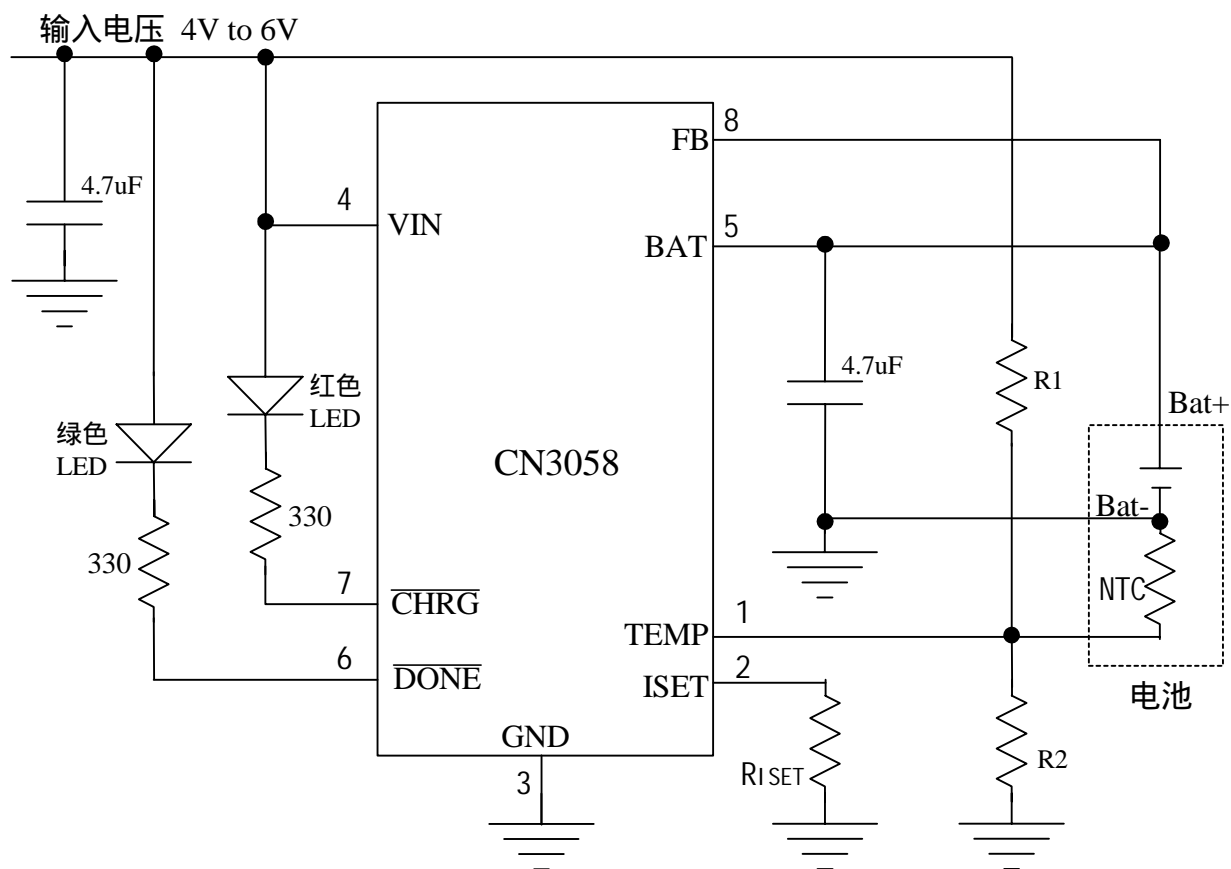 输入电压 4V to 6V
8
FB
4.7uF
4
VIN
5
BAT
红色
LED
4.7uF
R1
Bat+
绿色
LED
CN3058
330
Bat-
330
7
CHRG
NTC
1
TEMP
6
DONE
2
ISET
电池
GND
3
RISET
R2